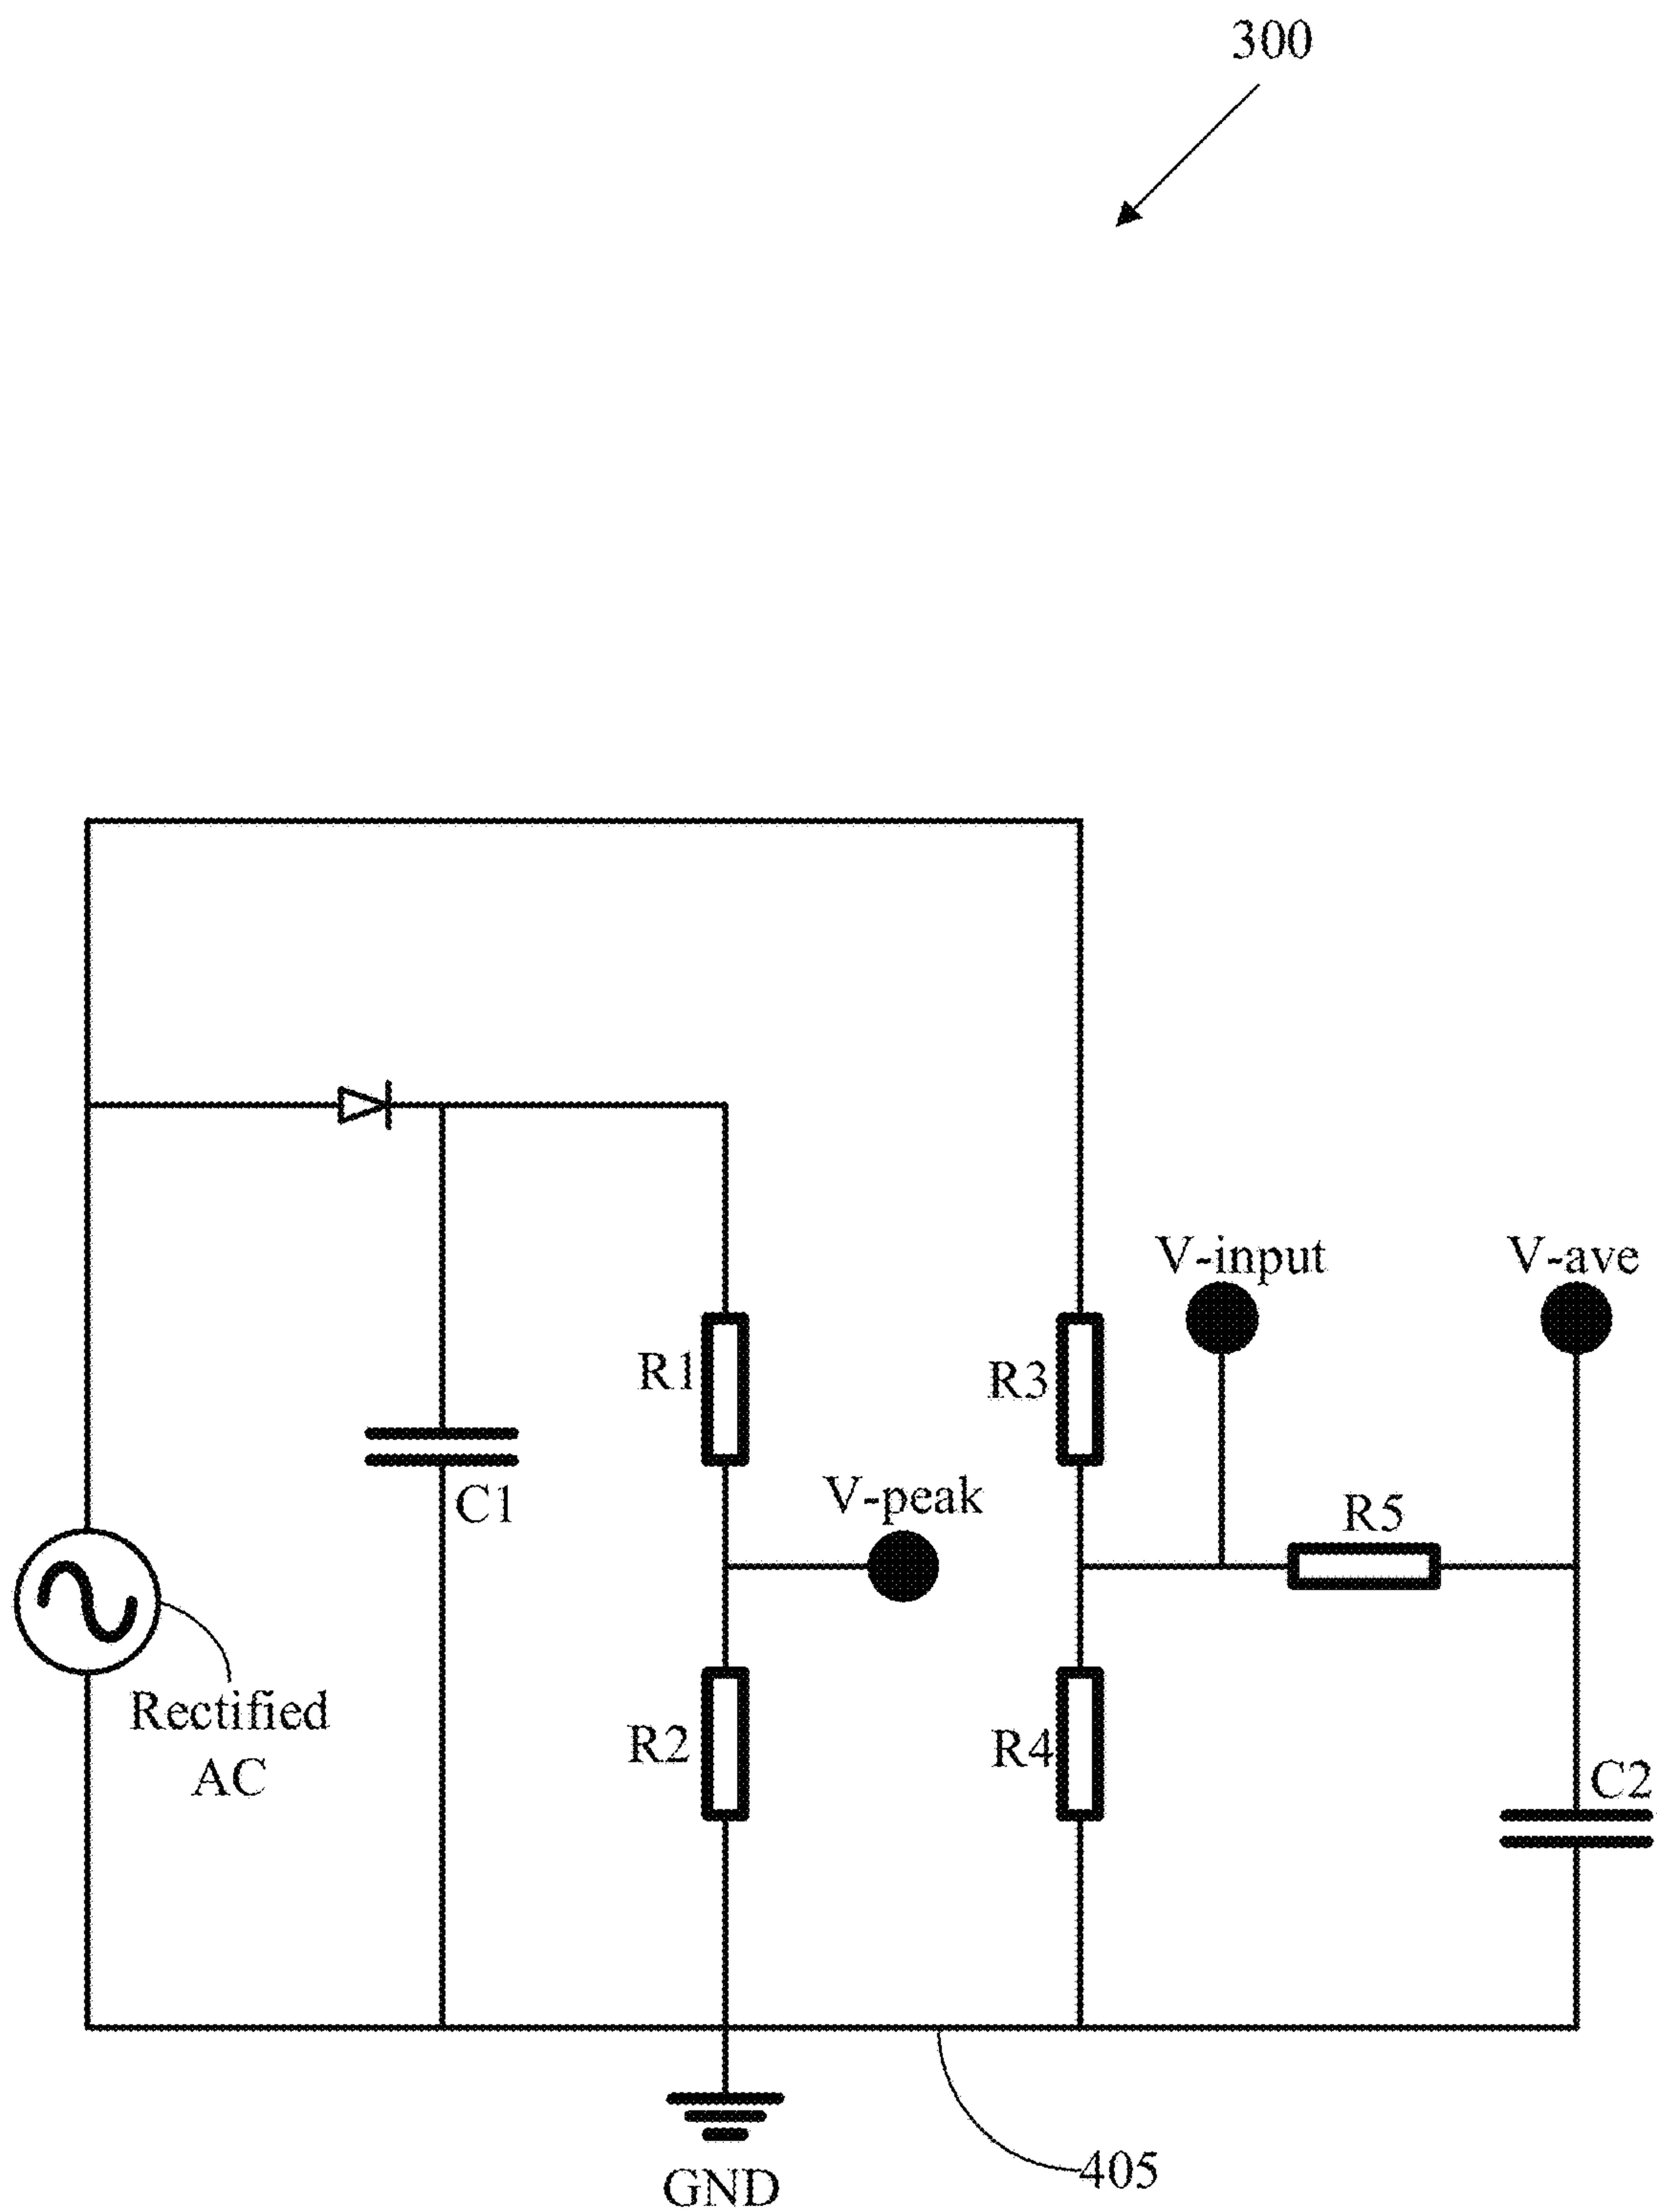 300
V-input
V-ave
R1
R3
V-peak
C1
R5
Rectified
AC
R2
R4
C2
405
GND